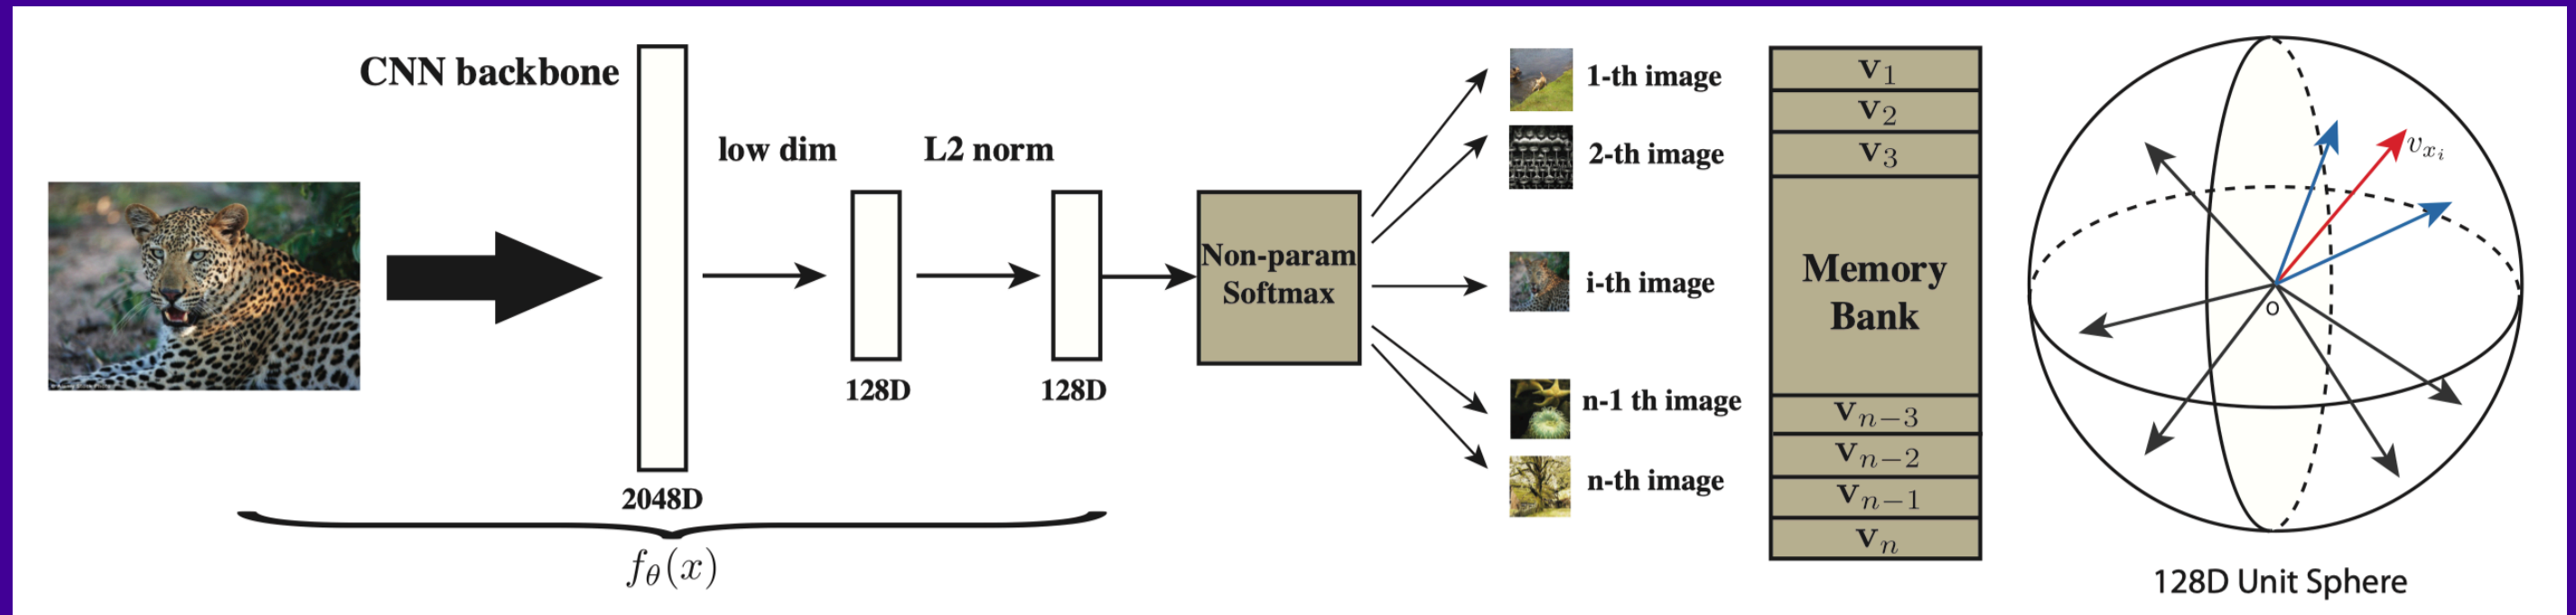 CNN backbone
low dim
L2 norm
128D
128D
2048D
fθ(x)
Non-param
Softmax
1-th image
2-th image
i-th image
n-1 th image
n-th image
v1
v2
v3
Memory
Bank
vn−3
vn−2
vn−1
vn
vxi
o
128D Unit Sphere